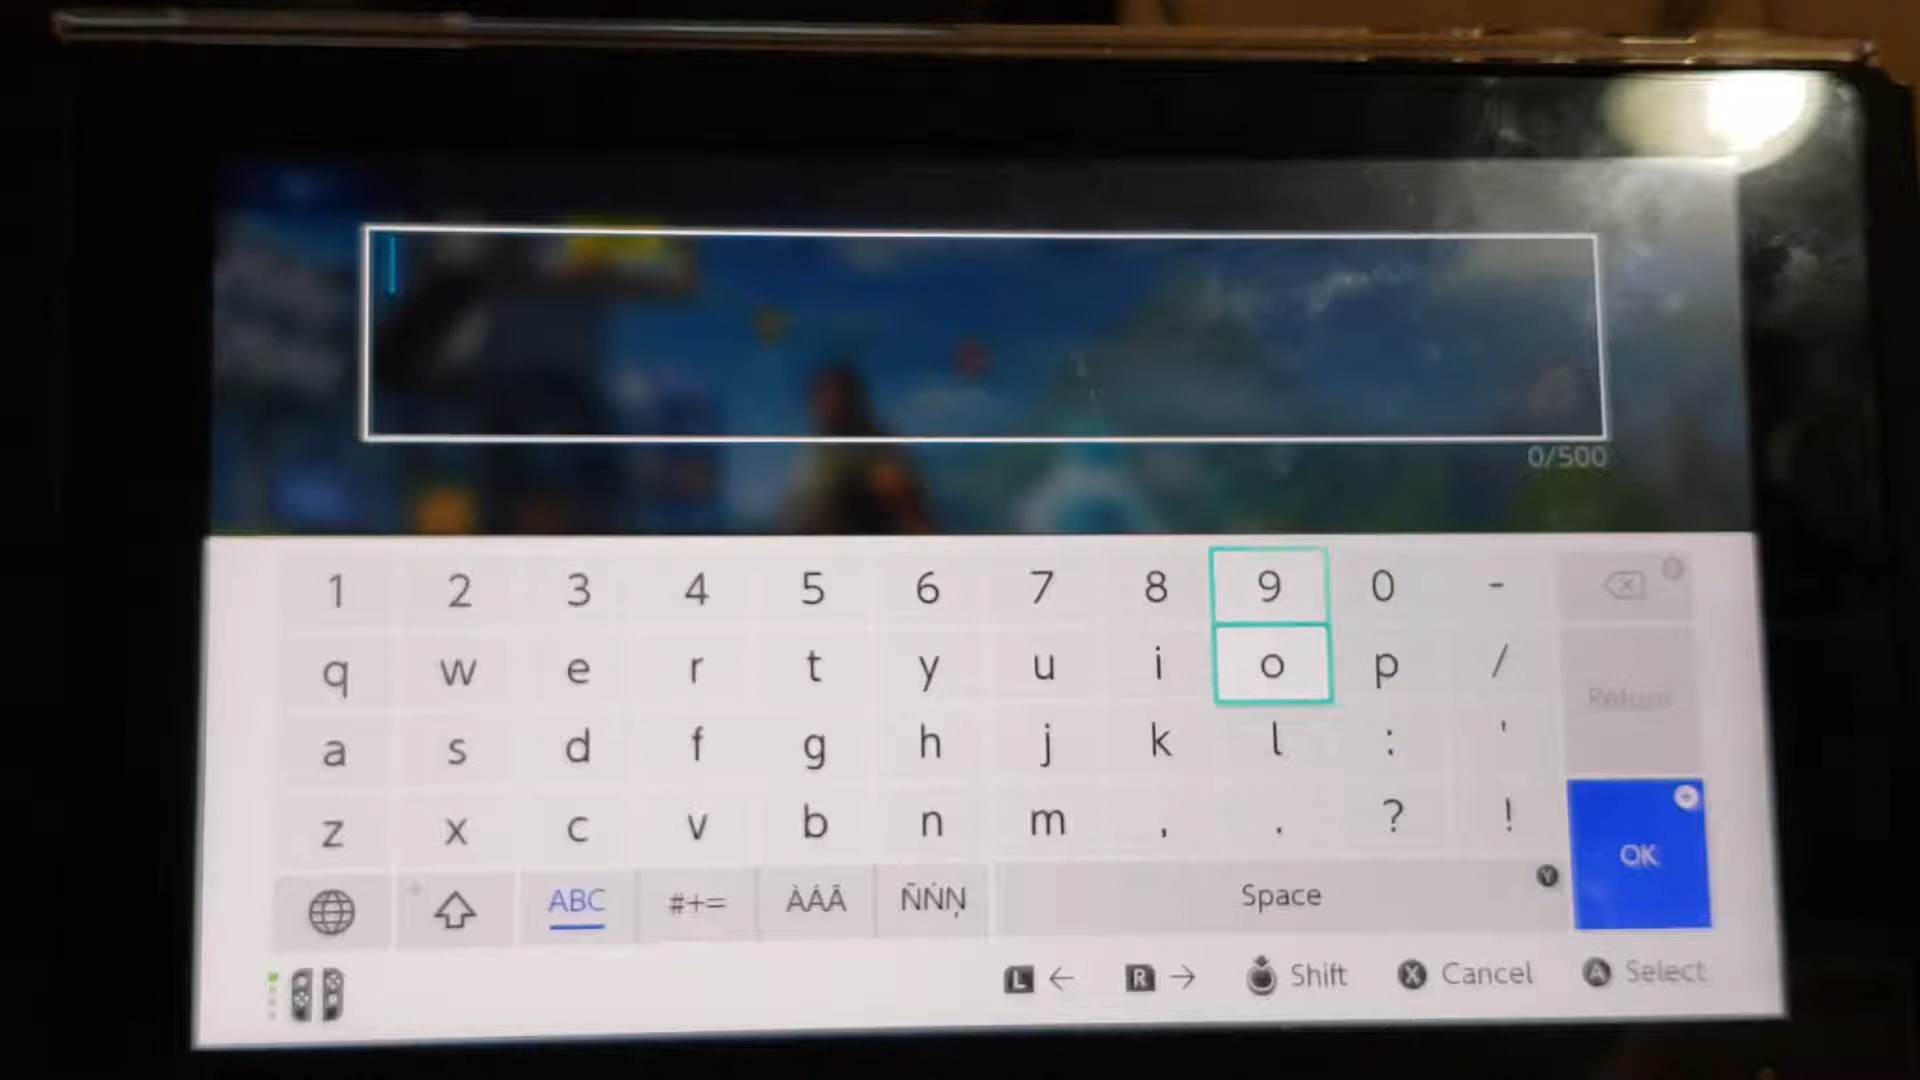 0/500
1 2 3 4 5 6 7 8 9 0 -
q w e r t y u i o p /
Return
a s d f g h j k l : '
z x c v b n m , . ? !
OK
ABC #+= ÀÁÂ ÑŃŅ Space Y
L ← R → Shift X Cancel A Select